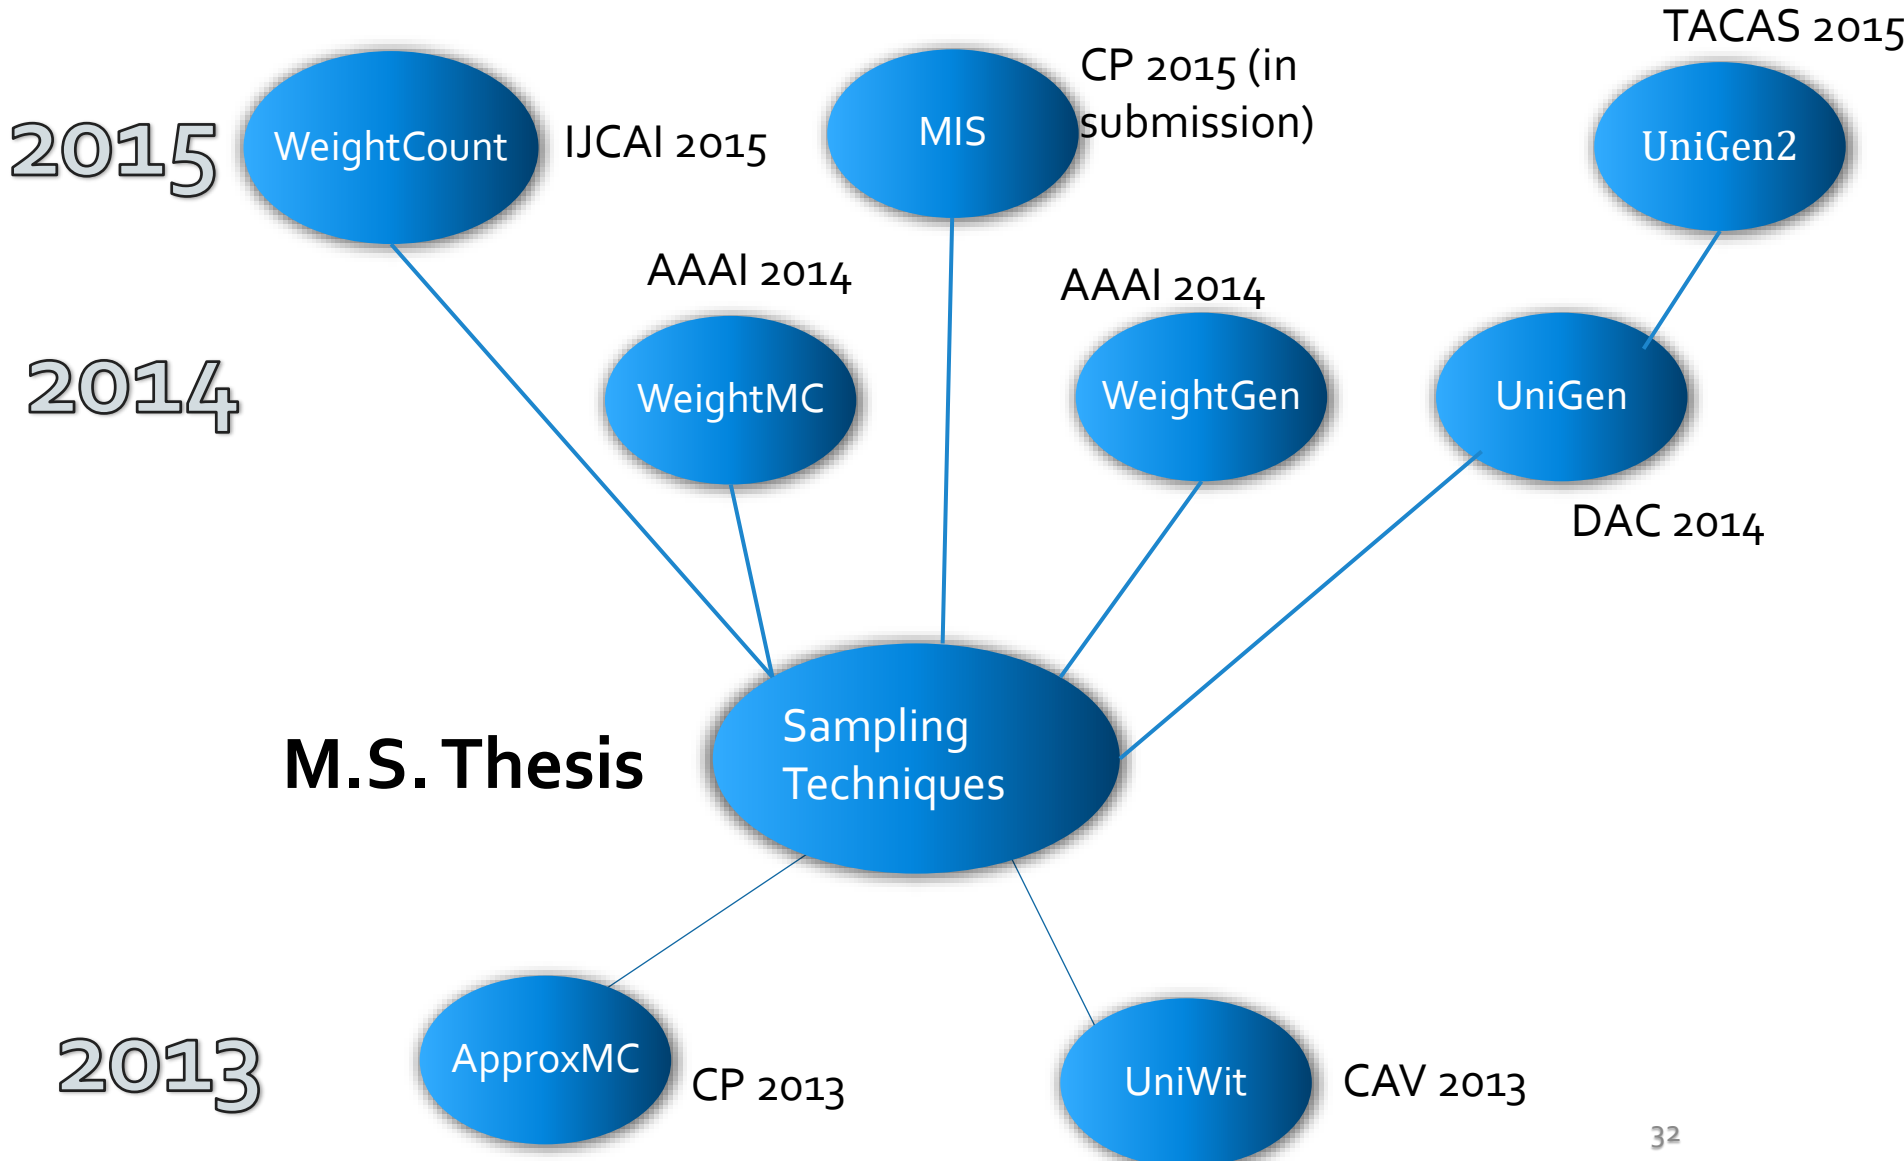 TACAS 2015
CP 2015 (in
submission)
2015
WeightCount
IJCAI 2015
MIS
UniGen2
AAAI 2014
AAAI 2014
2014
WeightMC
WeightGen
UniGen
DAC 2014
M.S. Thesis
Sampling
Techniques
2013
ApproxMC
CP 2013
UniWit
CAV 2013
32